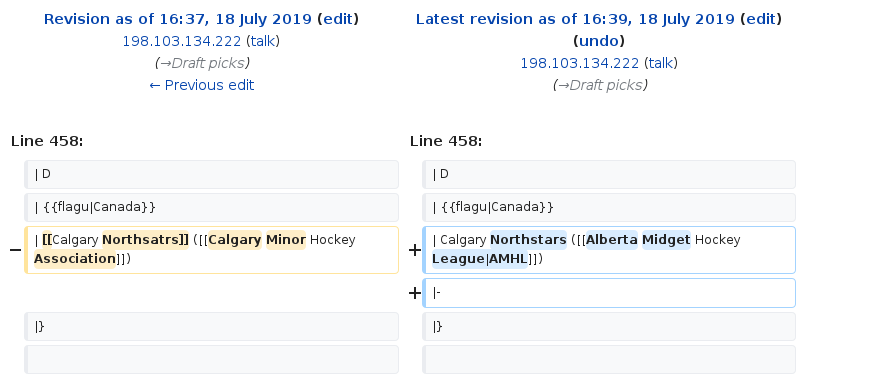 Revision as of 16:37, 18 July 2019 (edit)
198.103.134.222 (talk)
(→Draft picks)
← Previous edit
Latest revision as of 16:39, 18 July 2019 (edit)
(undo)
198.103.134.222 (talk)
(→Draft picks)
Line 458:
Line 458:
| D
| D
| {{flagu|Canada}}
| {{flagu|Canada}}
− | [[Calgary Northsatrs]] ([[Calgary Minor Hockey
Association]])
+ | Calgary Northstars ([[Alberta Midget Hockey
League|AMHL]])
+ |-
|}
|}